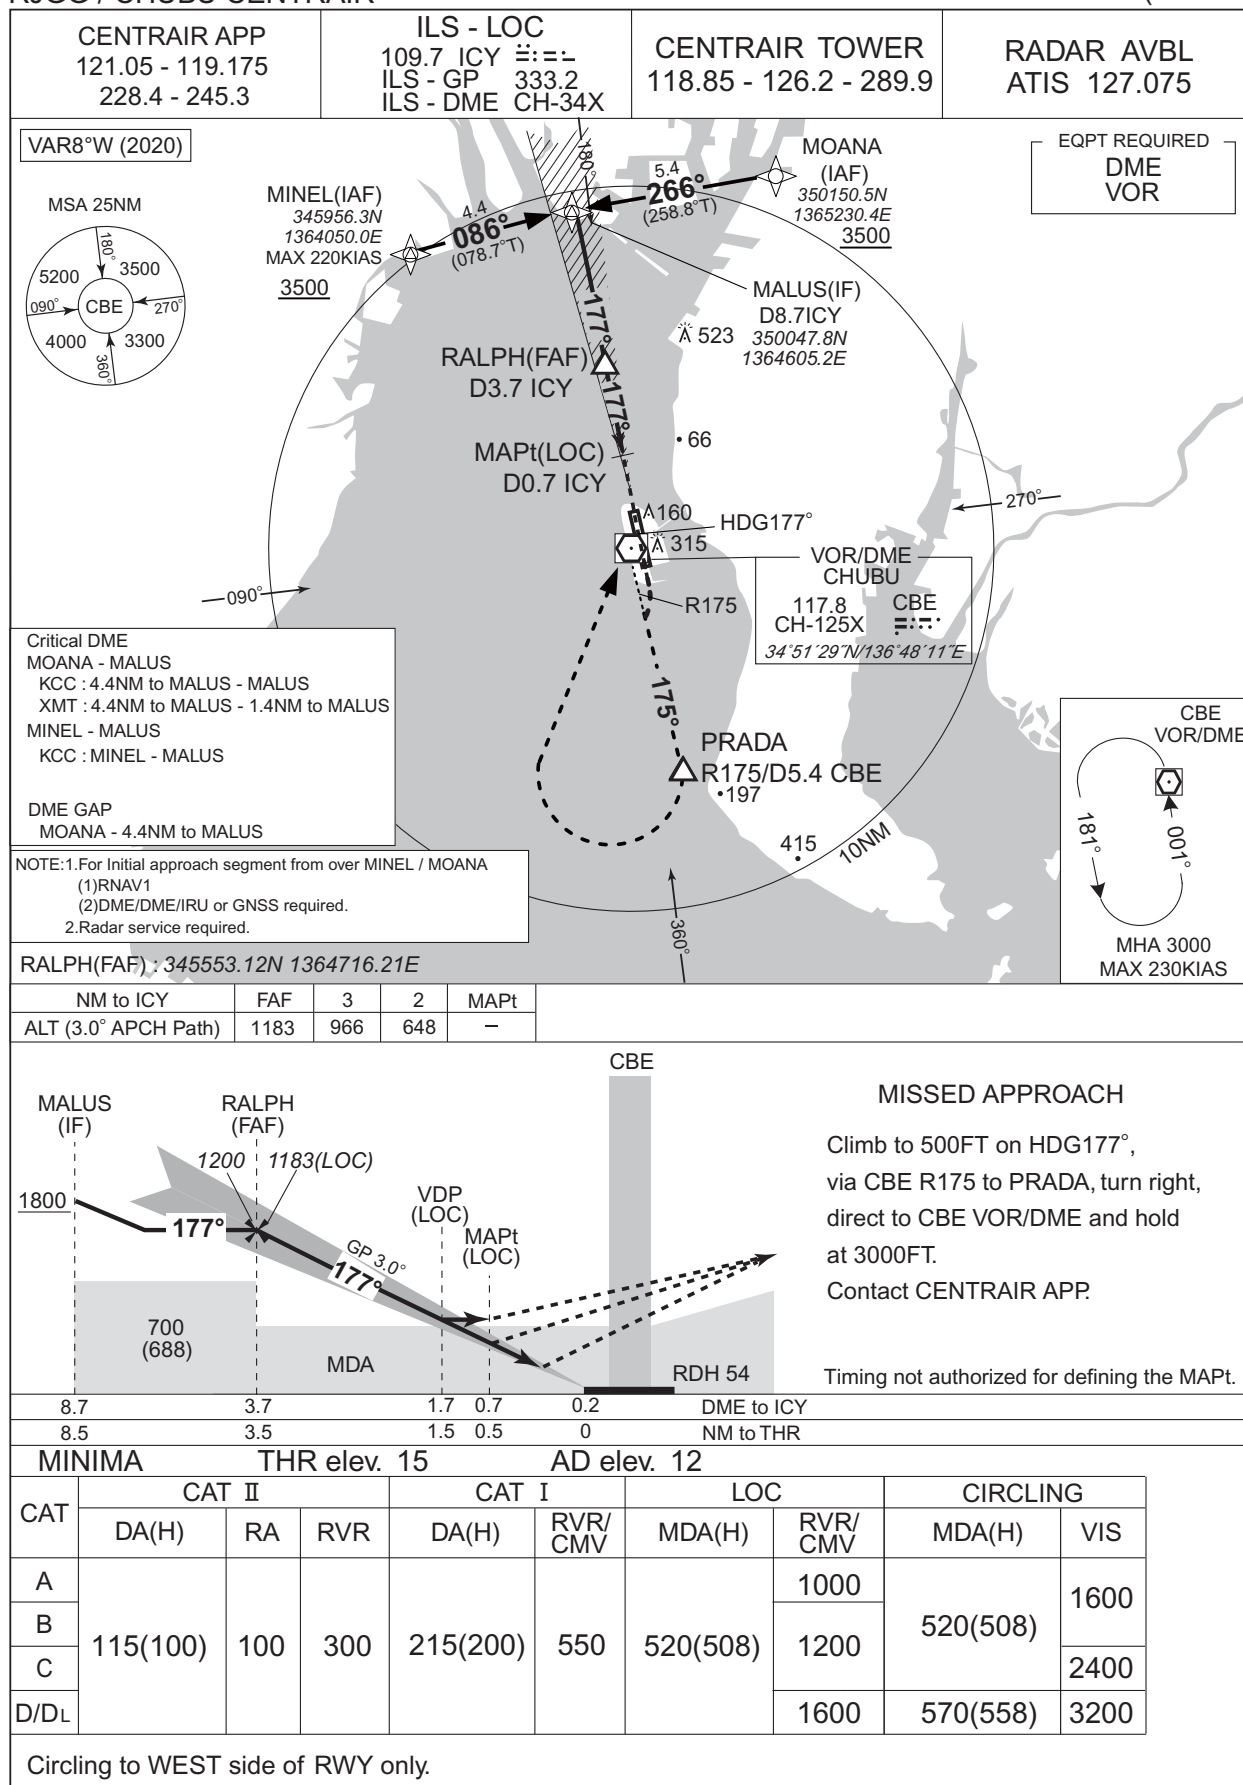 CENTRAIR APP
121.05 - 119.175
228.4 - 245.3
ILS - LOC
109.7 ICY
ILS - GP 333.2
ILS - DME CH-34X
CENTRAIR TOWER
118.85 - 126.2 - 289.9
RADAR AVBL
ATIS 127.075
VAR8°W (2020)
EQPT REQUIRED
DME
VOR
MSA 25NM
180°
5200
3500
090°
CBE
270°
4000
3300
360°
MINEL(IAF)
345956.3N
1364050.0E
MAX 220KIAS
3500
4.4
086°
(078.7°T)
180°
5.4
266°
(258.8°T)
MOANA
(IAF)
350150.5N
1365230.4E
3500
MALUS(IF)
D8.7ICY
350047.8N
1364605.2E
177°
523
RALPH(FAF)
D3.7 ICY
177°
66
MAPt(LOC)
D0.7 ICY
160
HDG177°
315
270°
VOR/DME
CHUBU
117.8 CBE
CH-125X
34°51´29˝N/136°48´11˝E
090°
R175
175°
PRADA
R175/D5.4 CBE
197
415
10NM
360°
Critical DME
MOANA - MALUS
KCC : 4.4NM to MALUS - MALUS
XMT : 4.4NM to MALUS - 1.4NM to MALUS
MINEL - MALUS
KCC : MINEL - MALUS
DME GAP
MOANA - 4.4NM to MALUS
NOTE:1.For Initial approach segment from over MINEL / MOANA
(1)RNAV1
(2)DME/DME/IRU or GNSS required.
2.Radar service required.
CBE
VOR/DME
181°
001°
MHA 3000
MAX 230KIAS
RALPH(FAF) : 345553.12N 1364716.21E
NM to ICY FAF 3 2 MAPt
ALT (3.0° APCH Path) 1183 966 648 –
CBE
MALUS
(IF)
RALPH
(FAF)
1200 1183(LOC)
1800
177°
VDP
(LOC)
MAPt
(LOC)
GP 3.0°
177°
700
(688)
MDA
RDH 54
MISSED APPROACH
Climb to 500FT on HDG177°,
via CBE R175 to PRADA, turn right,
direct to CBE VOR/DME and hold
at 3000FT.
Contact CENTRAIR APP.
Timing not authorized for defining the MAPt.
8.7 3.7 1.7 0.7 0.2 DME to ICY
8.5 3.5 1.5 0.5 0 NM to THR
MINIMA THR elev. 15 AD elev. 12
CAT CAT II CAT I LOC CIRCLING
DA(H) RA RVR DA(H) RVR/CMV MDA(H) RVR/CMV MDA(H) VIS
A 1000 1600
B 115(100) 100 300 215(200) 550 520(508) 1200 520(508)
C 2400
D/DL 1600 570(558) 3200
Circling to WEST side of RWY only.